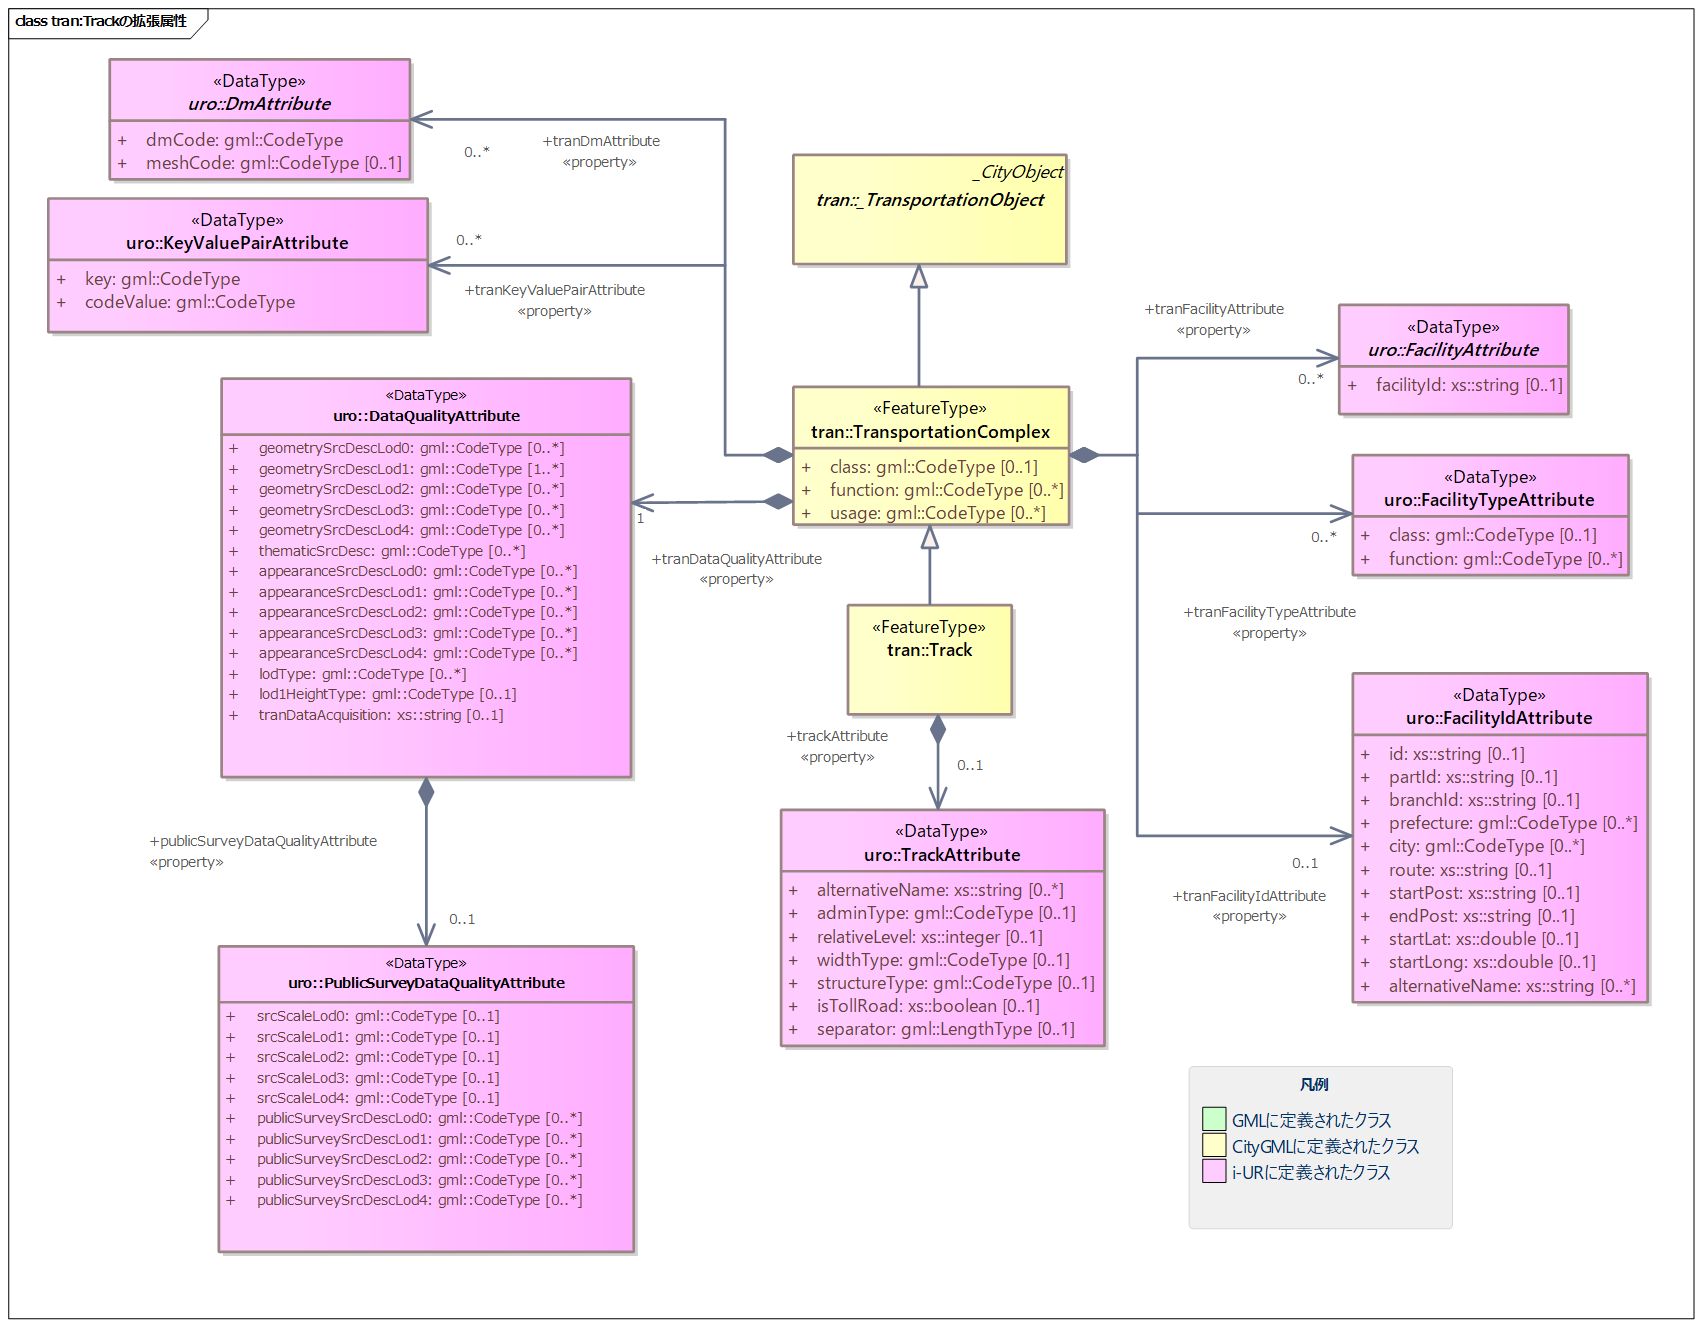 class tran:Trackの拡張属性
«DataType»
uro::DmAttribute
+ dmCode: gml::CodeType
+ meshCode: gml::CodeType [0..1]
0..*
+tranDmAttribute
«property»
«DataType»
uro::KeyValuePairAttribute
+ key: gml::CodeType
+ codeValue: gml::CodeType
0..*
+tranKeyValuePairAttribute
«property»
_CityObject
tran::_TransportationObject
«FeatureType»
tran::TransportationComplex
+ class: gml::CodeType [0..1]
+ function: gml::CodeType [0..*]
+ usage: gml::CodeType [0..*]
+tranFacilityAttribute
«property»
0..*
«DataType»
uro::FacilityAttribute
+ facilityId: xs::string [0..1]
«DataType»
uro::DataQualityAttribute
+ geometrySrcDescLod0: gml::CodeType [0..*]
+ geometrySrcDescLod1: gml::CodeType [1..*]
+ geometrySrcDescLod2: gml::CodeType [0..*]
+ geometrySrcDescLod3: gml::CodeType [0..*]
+ geometrySrcDescLod4: gml::CodeType [0..*]
+ thematicSrcDesc: gml::CodeType [0..*]
+ appearanceSrcDescLod0: gml::CodeType [0..*]
+ appearanceSrcDescLod1: gml::CodeType [0..*]
+ appearanceSrcDescLod2: gml::CodeType [0..*]
+ appearanceSrcDescLod3: gml::CodeType [0..*]
+ appearanceSrcDescLod4: gml::CodeType [0..*]
+ lodType: gml::CodeType [0..*]
+ lod1HeightType: gml::CodeType [0..1]
+ tranDataAcquisition: xs::string [0..1]
1
+tranDataQualityAttribute
«property»
«DataType»
uro::FacilityTypeAttribute
+ class: gml::CodeType [0..1]
+ function: gml::CodeType [0..*]
0..*
+tranFacilityTypeAttribute
«property»
«FeatureType»
tran::Track
+trackAttribute
«property»
0..1
«DataType»
uro::FacilityIdAttribute
+ id: xs::string [0..1]
+ partId: xs::string [0..1]
+ branchId: xs::string [0..1]
+ prefecture: gml::CodeType [0..*]
+ city: gml::CodeType [0..*]
+ route: xs::string [0..1]
+ startPost: xs::string [0..1]
+ endPost: xs::string [0..1]
+ startLat: xs::double [0..1]
+ startLong: xs::double [0..1]
+ alternativeName: xs::string [0..*]
0..1
+tranFacilityIdAttribute
«property»
+publicSurveyDataQualityAttribute
«property»
0..1
«DataType»
uro::TrackAttribute
+ alternativeName: xs::string [0..*]
+ adminType: gml::CodeType [0..1]
+ relativeLevel: xs::integer [0..1]
+ widthType: gml::CodeType [0..1]
+ structureType: gml::CodeType [0..1]
+ isTollRoad: xs::boolean [0..1]
+ separator: gml::LengthType [0..1]
«DataType»
uro::PublicSurveyDataQualityAttribute
+ srcScaleLod0: gml::CodeType [0..1]
+ srcScaleLod1: gml::CodeType [0..1]
+ srcScaleLod2: gml::CodeType [0..1]
+ srcScaleLod3: gml::CodeType [0..1]
+ srcScaleLod4: gml::CodeType [0..1]
+ publicSurveySrcDescLod0: gml::CodeType [0..*]
+ publicSurveySrcDescLod1: gml::CodeType [0..*]
+ publicSurveySrcDescLod2: gml::CodeType [0..*]
+ publicSurveySrcDescLod3: gml::CodeType [0..*]
+ publicSurveySrcDescLod4: gml::CodeType [0..*]
凡例
GMLに定義されたクラス
CityGMLに定義されたクラス
i-URに定義されたクラス